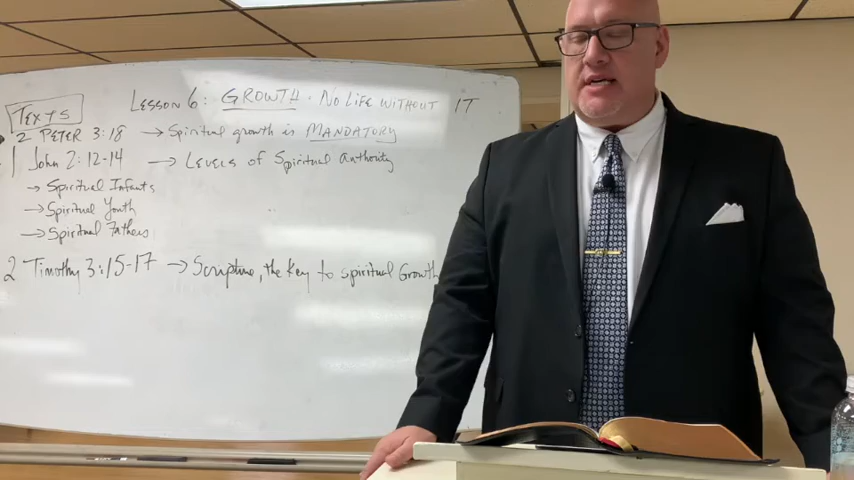 LESSON 6: GROWTH - NO LIFE WITHOUT IT
TEXTS
2 PETER 3:18 → Spiritual growth is MANDATORY
1 John 2:12-14 → LEVELS OF Spiritual Authority
→ Spiritual Infants
→ Spiritual Youth
→ Spiritual Fathers
2 Timothy 3:15-17 → Scripture, the Key to spiritual Growth